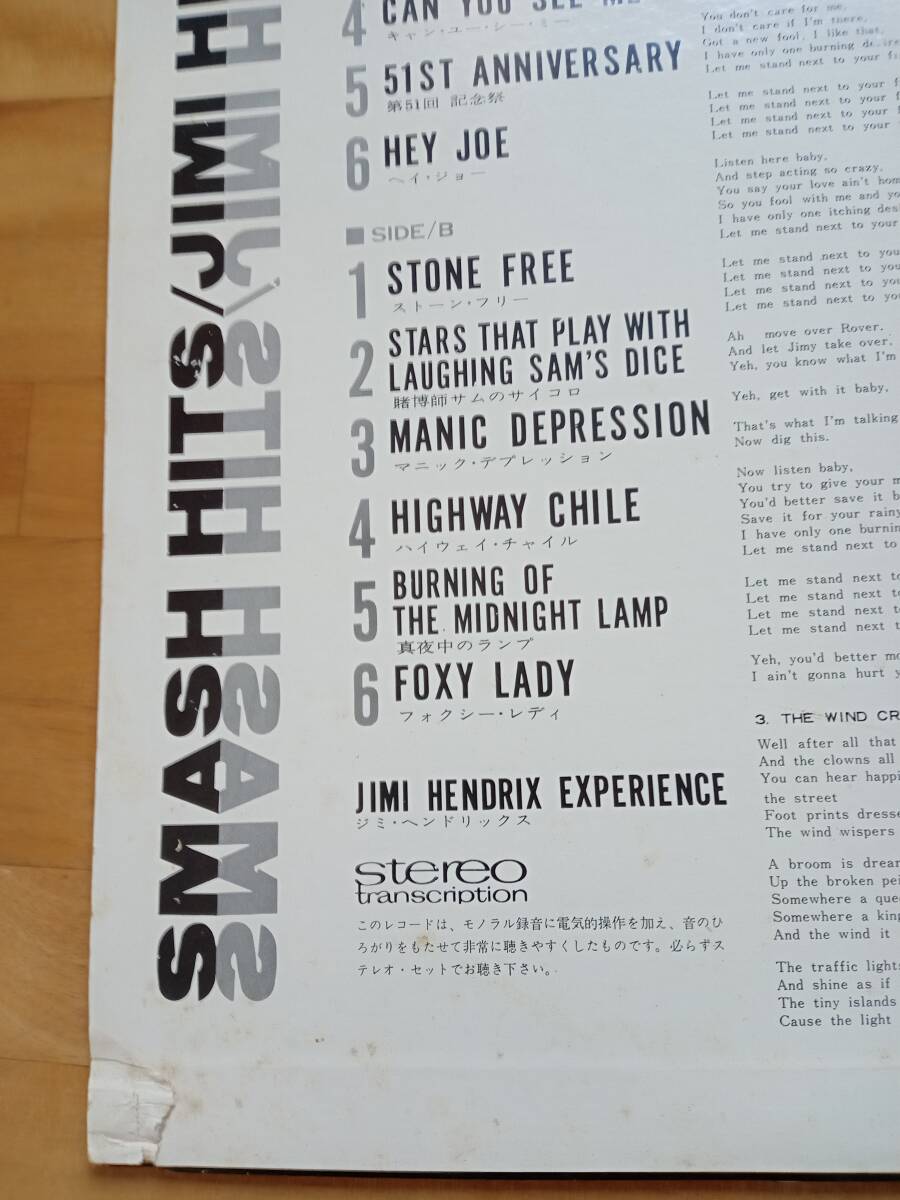 SMASH HITS/JIMI H
4 CAN YOU SEE ME
キャン・ユー・シー・ミー
5 51ST ANNIVERSARY
第51回 記念祭
6 HEY JOE
ヘイ・ジョー
■ SIDE/B
1 STONE FREE
ストーン・フリー
2 STARS THAT PLAY WITH
LAUGHING SAM'S DICE
賭博師サムのサイコロ
3 MANIC DEPRESSION
マニック・デプレッション
4 HIGHWAY CHILE
ハイウェイ・チャイル
5 BURNING OF
THE MIDNIGHT LAMP
真夜中のランプ
6 FOXY LADY
フォクシー・レディ
JIMI HENDRIX EXPERIENCE
ジミ・ヘンドリックス
stereo
transcription
このレコードは、モノラル録音に電気的操作を加え、音のひ
ろがりをもたせて非常に聴きやすくしたものです。必らずス
テレオ・セットでお聴き下さい。
You don't care for me,
I don't care if I'm there,
Got a new fool, I like that,
I have only one burning desire
Let me stand next to your
Let me stand next to your
Let me stand next to your
Let me stand next to your
Let me stand next to your
Listen here baby,
And step acting so crazy,
You say your love ain't hom
So you fool with me and yo
I have only one itching des
Let me stand next to your
Let me stand next to you
Let me stand next to you
Let me stand next to you
Let me stand next to yo
Ah move over Rover.
And let Jimy take over.
Yeh, you know what I'm
Yeh, get with it baby,
That's what I'm talking
Now dig this.
Now listen baby,
You try to give your m
You'd better save it b
Save it for your rainy
I have only one burnin
Let me stand next to
Let me stand next to
Let me stand next to
Let me stand next to
Let me stand next t
Yeh, you'd better mo
I ain't gonna hurt y
3. THE WIND CR
Well after all that
And the clowns all
You can hear happi
the street
Foot prints dresse
The wind wispers
A broom is drear
Up the broken pei
Somewhere a quee
Somewhere a king
And the wind it
The traffic lights
And shine as if
The tiny islands
Cause the light